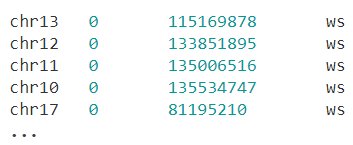 chr13 0 115169878 ws
chr12 0 133851895 ws
chr11 0 135006516 ws
chr10 0 135534747 ws
chr17 0 81195210 ws
...